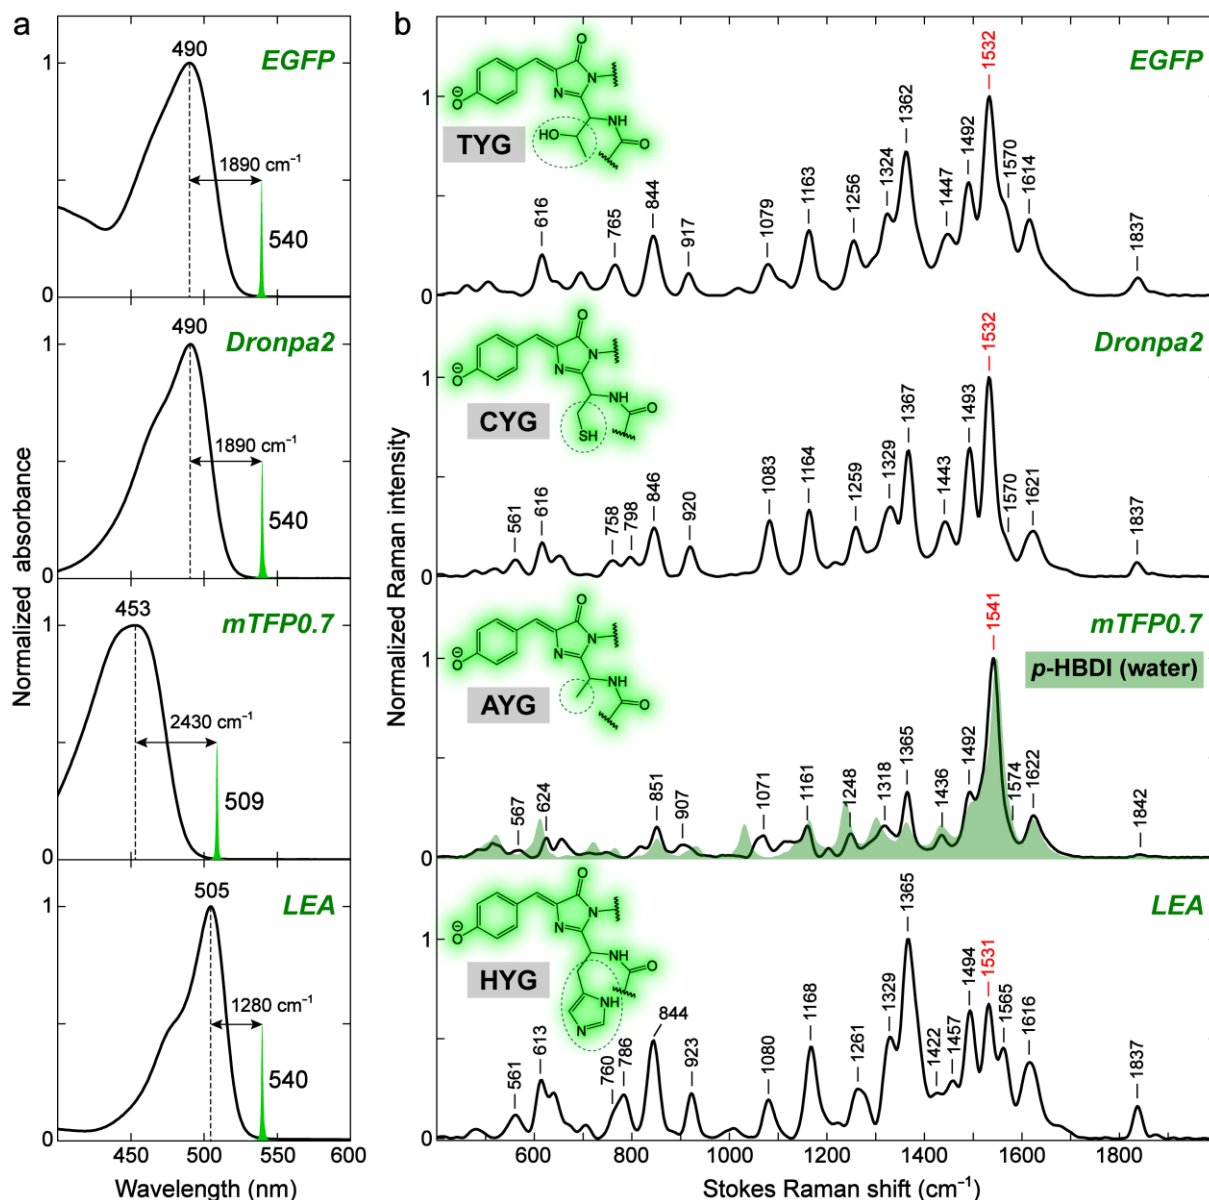 a
Normalized absorbance
EGFP
490
1890 cm⁻¹
540
1
0
Dronpa2
490
1890 cm⁻¹
540
1
0
mTFP0.7
453
2430 cm⁻¹
509
1
0
LEA
505
1280 cm⁻¹
540
1
0
450 500 550 600
Wavelength (nm)
b
Normalized Raman intensity
EGFP
TYG
O⊖
O
N
N
NH
HO
O
616 765 844 917 1079 1163 1256 1324 1362 1447 1492 1532 1570 1614 1837
1
0
Dronpa2
CYG
O⊖
O
N
N
NH
SH
O
561 616 758 798 846 920 1083 1164 1259 1329 1367 1443 1493 1532 1570 1621 1837
1
0
mTFP0.7
p-HBDI (water)
AYG
O⊖
O
N
N
NH
O
567 624 851 907 1071 1161 1248 1318 1365 1436 1492 1541 1574 1622 1842
1
0
LEA
HYG
O⊖
O
N
N
NH
O
NH
N
561 613 760 786 844 923 1080 1168 1261 1329 1365 1422 1457 1494 1531 1565 1616 1837
1
0
600 800 1000 1200 1400 1600 1800
Stokes Raman shift (cm⁻¹)